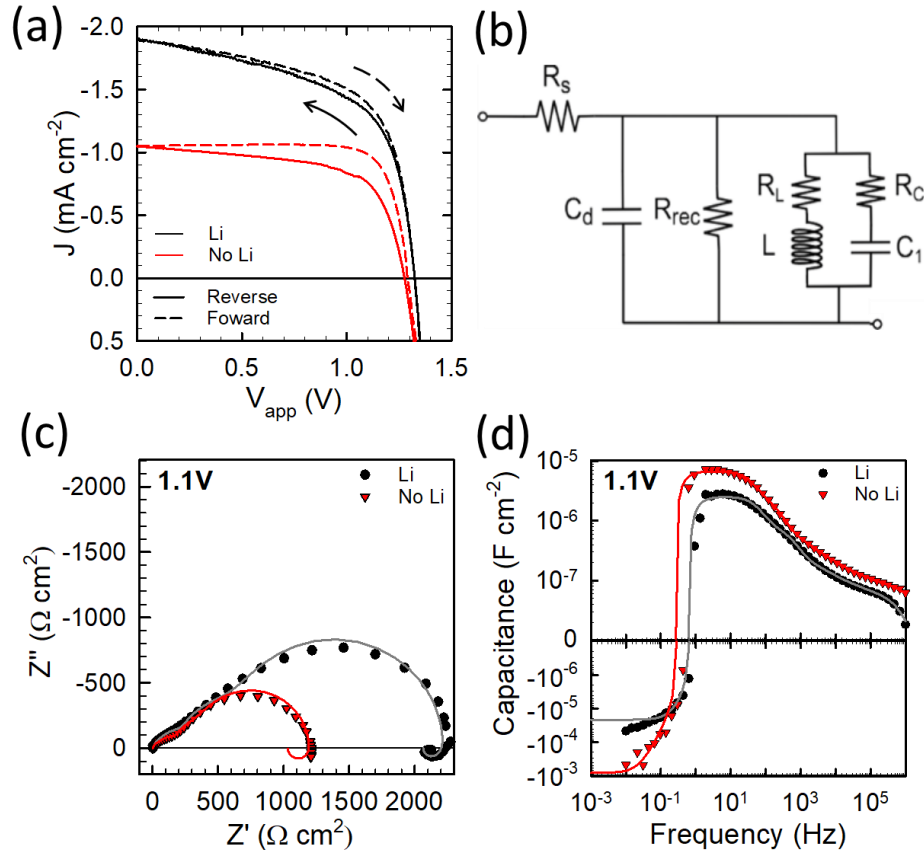 (a)
-2.0
-1.5
-1.0
-0.5
0.0
0.5
J (mA cm-2)
Li
No Li
Reverse
Foward
0.0 0.5 1.0 1.5
Vapp (V)
(b)
Rs
Cd
Rrec
RL
L
RC
C1
(c)
1.1V
Li
No Li
-2000
-1500
-1000
-500
0
Z'' (Ω cm2)
0 500 1000 1500 2000
Z' (Ω cm2)
(d)
1.1V
Li
No Li
10-5
10-6
10-7
0
-10-6
-10-5
-10-4
-10-3
Capacitance (F cm-2)
10-3 10-1 101 103 105
Frequency (Hz)